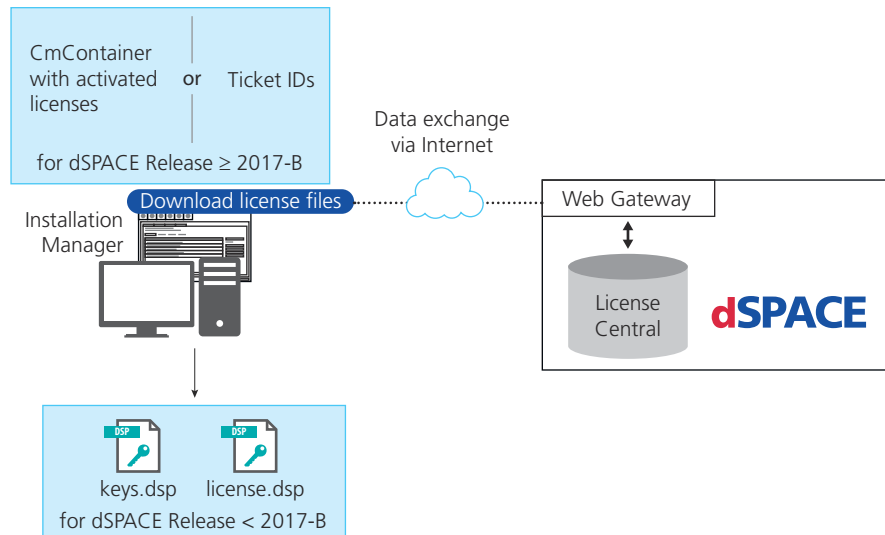 CmContainer
with activated
licenses
or
Ticket IDs
for dSPACE Release ≥ 2017-B
Data exchange
via Internet
Download license files
Web Gateway
Installation
Manager
License
Central
dSPACE
DSP
DSP
keys.dsp
license.dsp
for dSPACE Release < 2017-B